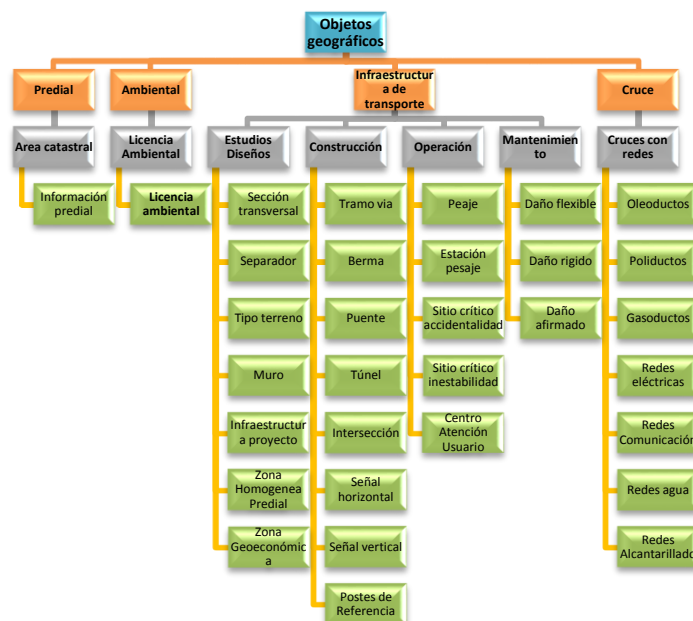 Objetos
geográficos
Predial
Ambiental
Infraestructur
a de
transporte
Cruce
Area catastral
Licencia
Ambiental
Estudios
Diseños
Construcción
Operación
Mantenimien
to
Cruces con
redes
Información
predial
Licencia
ambiental
Sección
transversal
Separador
Tipo terreno
Muro
Infraestructur
a proyecto
Zona
Homogenea
Predial
Zona
Geoeconómic
a
Tramo via
Berma
Puente
Túnel
Intersección
Señal
horizontal
Señal vertical
Postes de
Referencia
Peaje
Estación
pesaje
Sitio crítico
accidentalidad
Sitio crítico
inestabilidad
Centro
Atención
Usuario
Daño flexible
Daño rigido
Daño
afirmado
Oleoductos
Poliductos
Gasoductos
Redes
eléctricas
Redes
Comunicación
Redes agua
Redes
Alcantarillado